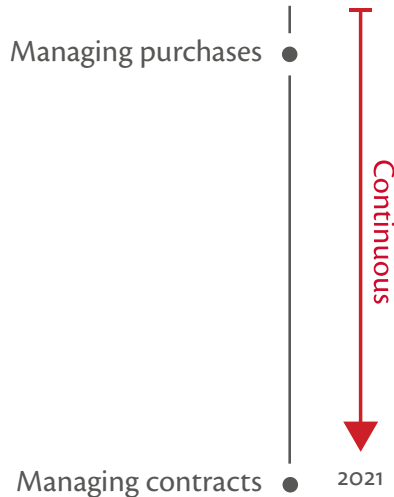 Managing purchases
Continuous
Managing contracts
2021